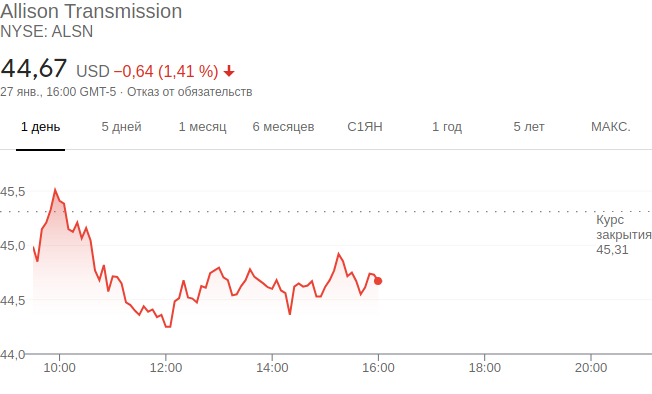 Allison Transmission
NYSE: ALSN
44,67 USD −0,64 (1,41 %)
27 янв., 16:00 GMT-5 · Отказ от обязательств
1 день 5 дней 1 месяц 6 месяцев С1ЯН 1 год 5 лет МАКС.
45,5
Курс
закрытия
45,31
45,0
44,5
44,0
10:00 12:00 14:00 16:00 18:00 20:00